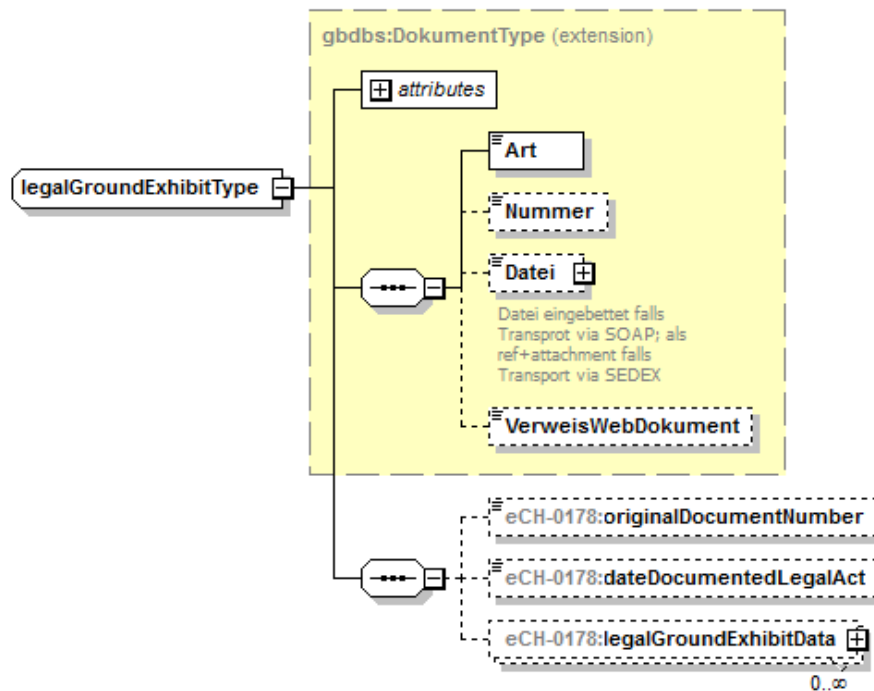 gbdbs:DokumentType (extension)
attributes
legalGroundExhibitType
Art
Nummer
Datei
Datei eingebettet falls
Transprot via SOAP; als
ref+attachment falls
Transport via SEDEX
VerweisWebDokument
eCH-0178:originalDocumentNumber
eCH-0178:dateDocumentedLegalAct
eCH-0178:legalGroundExhibitData
0..∞